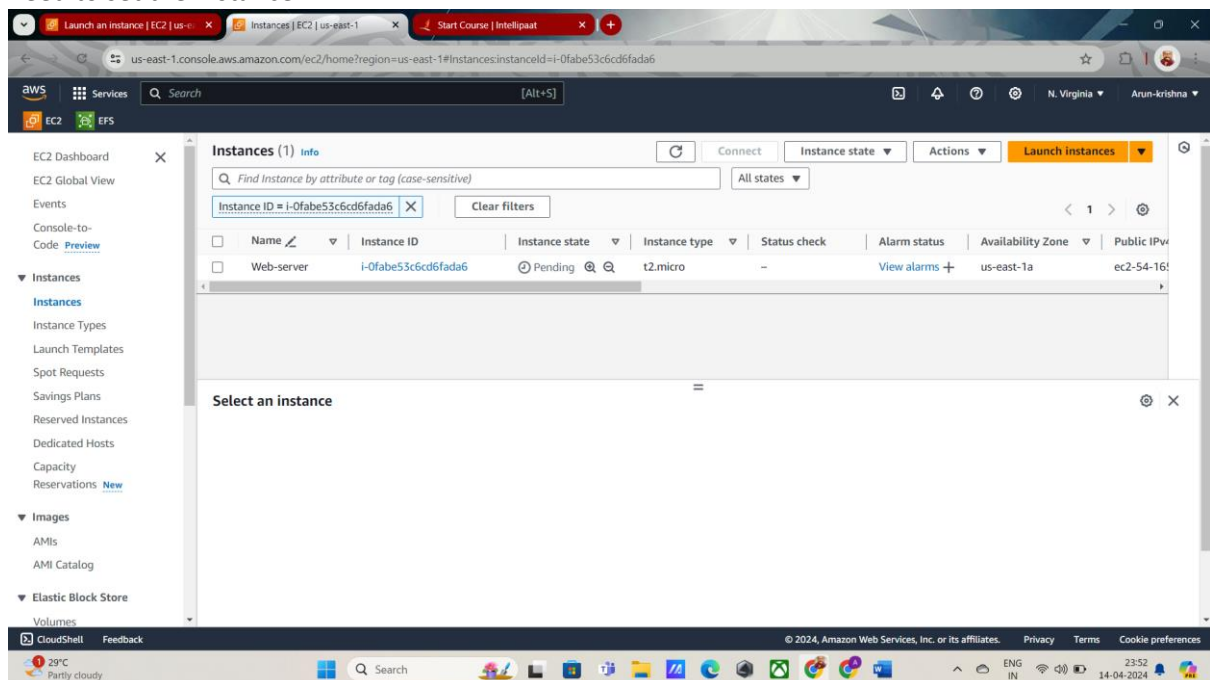 Launch an instance | EC2 | us-e
Instances | EC2 | us-east-1
Start Course | Intellipaat
us-east-1.console.aws.amazon.com/ec2/home?region=us-east-1#Instances:instanceId=i-0fabe53c6cd6fada6
aws
Services
Search
[Alt+S]
N. Virginia
Arun-krishna
EC2
EFS
EC2 Dashboard
EC2 Global View
Events
Console-to-
Code Preview
Instances
Instances
Instance Types
Launch Templates
Spot Requests
Savings Plans
Reserved Instances
Dedicated Hosts
Capacity
Reservations New
Images
AMIs
AMI Catalog
Elastic Block Store
Volumes
Instances (1) Info
Connect
Instance state
Actions
Launch instances
Find Instance by attribute or tag (case-sensitive)
All states
Instance ID = i-0fabe53c6cd6fada6
Clear filters
1
Name
Instance ID
Instance state
Instance type
Status check
Alarm status
Availability Zone
Public IPv4
Web-server
i-0fabe53c6cd6fada6
Pending
t2.micro
–
View alarms +
us-east-1a
ec2-54-165
Select an instance
CloudShell
Feedback
© 2024, Amazon Web Services, Inc. or its affiliates.
Privacy
Terms
Cookie preferences
1
29°C
Partly cloudy
Search
ENG
IN
23:52
14-04-2024